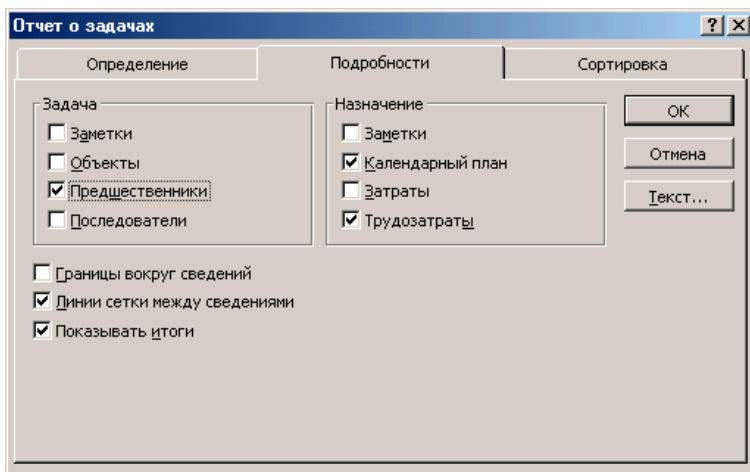 Отчет о задачах
Определение
Подробности
Сортировка
Задача
Заметки
Объекты
Предшественники
Последователи
Назначение
Заметки
Календарный план
Затраты
Трудозатраты
ОК
Отмена
Текст...
Границы вокруг сведений
Линии сетки между сведениями
Показывать итоги